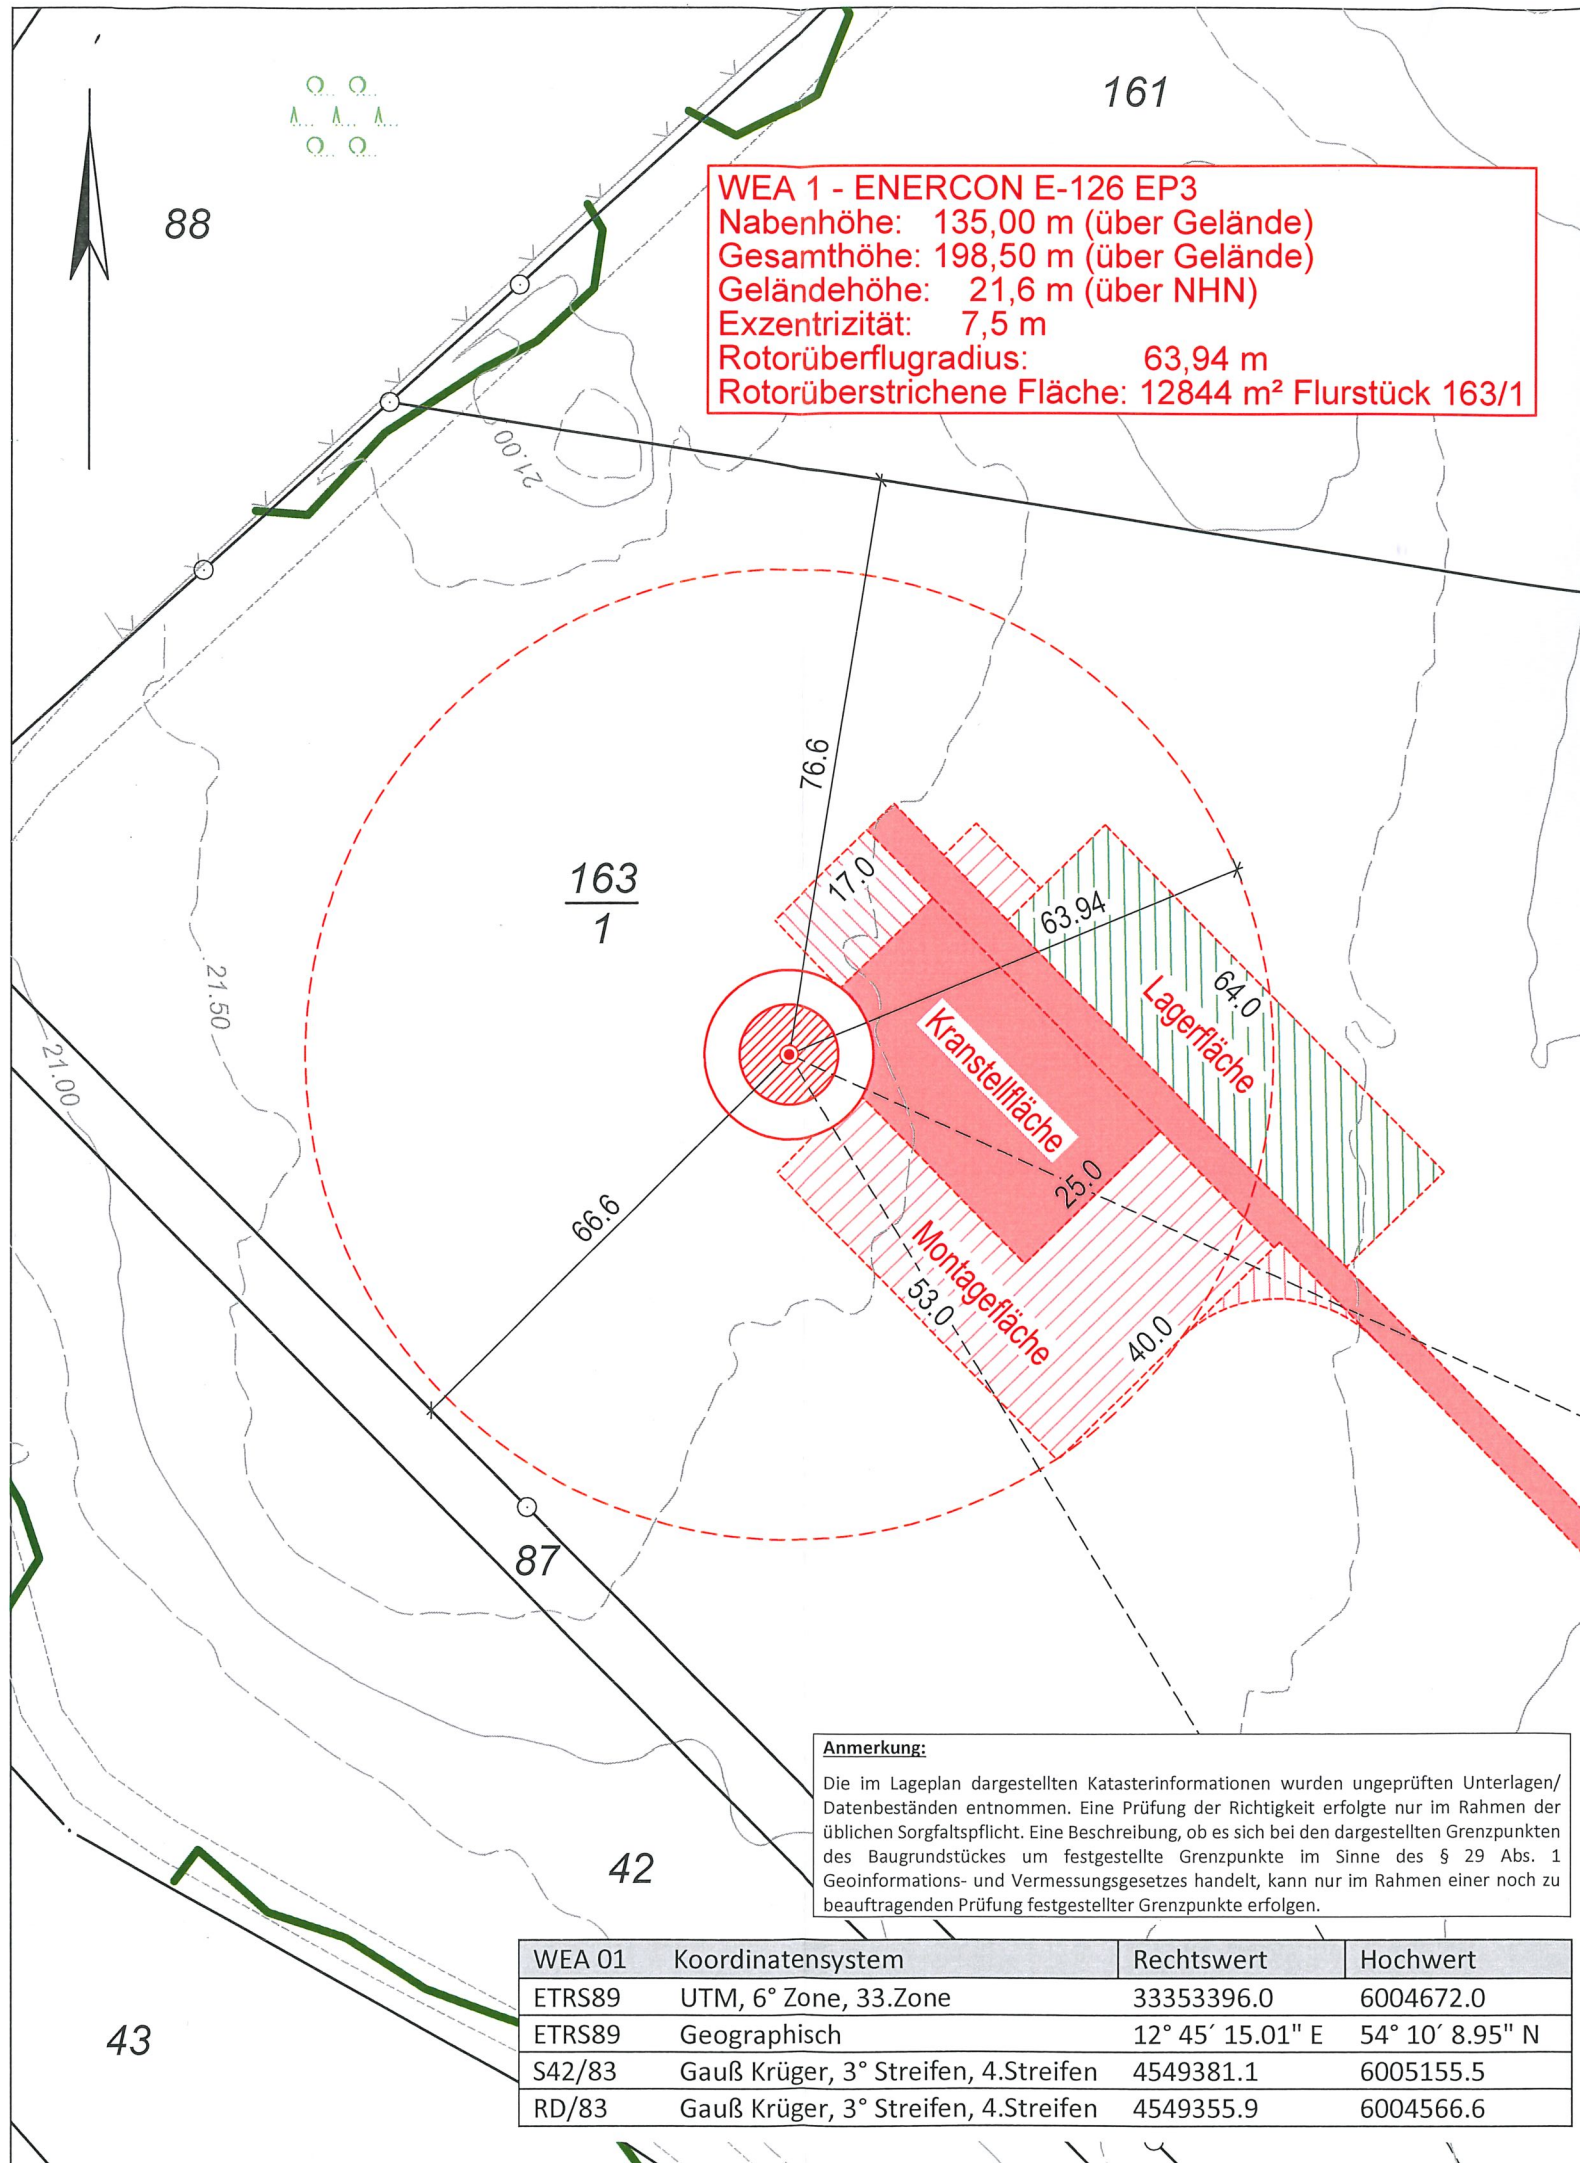 161
88
WEA 1 - ENERCON E-126 EP3
Nabenhöhe: 135,00 m (über Gelände)
Gesamthöhe: 198,50 m (über Gelände)
Geländehöhe: 21,6 m (über NHN)
Exzentrizität: 7,5 m
Rotorüberflugradius: 63,94 m
Rotorüberstrichene Fläche: 12844 m² Flurstück 163/1
21.00
76.6
163
1
17.0
63.94
64.0
Lagerfläche
Kranstellfläche
21.50
21.00
25.0
66.6
Montagefläche
53.0
40.0
87
Anmerkung:
Die im Lageplan dargestellten Katasterinformationen wurden ungeprüften Unterlagen/
Datenbeständen entnommen. Eine Prüfung der Richtigkeit erfolgte nur im Rahmen der
üblichen Sorgfaltspflicht. Eine Beschreibung, ob es sich bei den dargestellten Grenzpunkten
des Baugrundstückes um festgestellte Grenzpunkte im Sinne des § 29 Abs. 1
Geoinformations- und Vermessungsgesetzes handelt, kann nur im Rahmen einer noch zu
beauftragenden Prüfung festgestellter Grenzpunkte erfolgen.
42
WEA 01 Koordinatensystem Rechtswert Hochwert
ETRS89 UTM, 6° Zone, 33.Zone 33353396.0 6004672.0
ETRS89 Geographisch 12° 45´ 15.01" E 54° 10´ 8.95" N
S42/83 Gauß Krüger, 3° Streifen, 4.Streifen 4549381.1 6005155.5
RD/83 Gauß Krüger, 3° Streifen, 4.Streifen 4549355.9 6004566.6
43